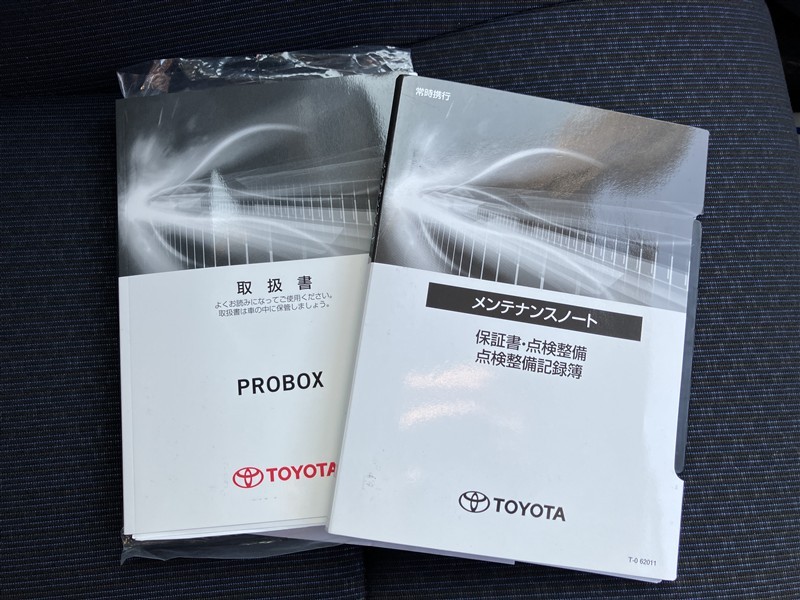 取扱書
よくお読みになってご使用ください。
取扱書は車の中に保管しましょう。
PROBOX
TOYOTA
常時携行
メンテナンスノート
保証書・点検整備
点検整備記録簿
TOYOTA
T-0 62011